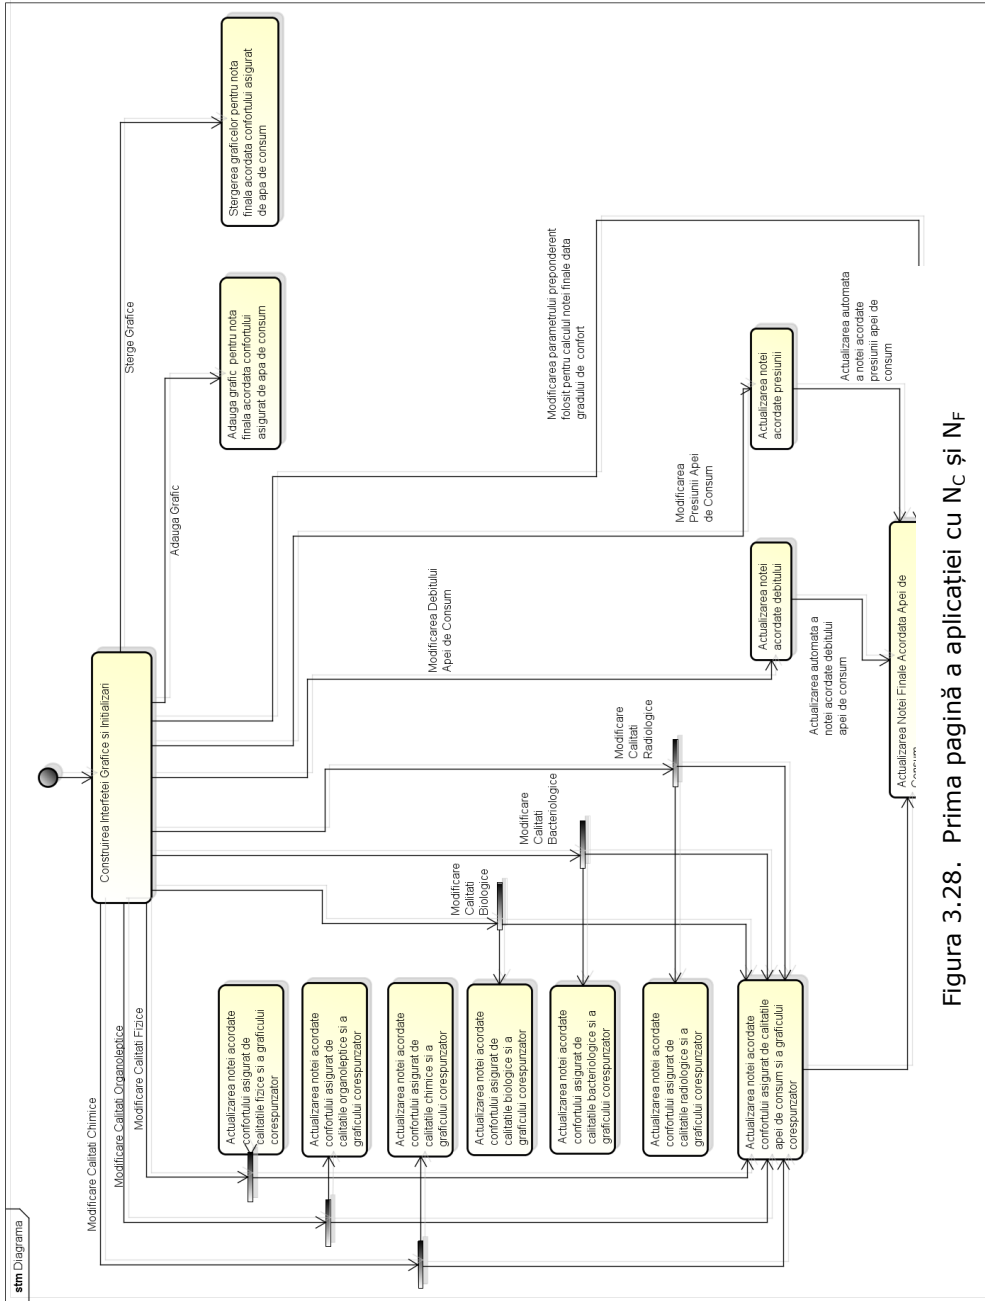 stm Diagrama
Construirea Interfetei Grafice si Initializari
Sterge Grafice
Stergerea graficelor pentru nota
finala acordata confortului asigurat
de apa de consum
Adauga Grafic
Adauga grafic pentru nota
finala acordata confortului
asigurat de apa de consum
Modificarea parametrului preponderent
folosit pentru calculul notei finale data
gradului de confort
Modificarea
Presiunii Apei
de Consum
Actualizarea notei
acordate presiunii
Actualizarea automata
a notei acordate
presiunii apei de
consum
Modificarea Debitului
Apei de Consum
Actualizarea notei
acordate debitului
Actualizarea automata a
notei acordate debitului
apei de consum
Modificare
Calitati
Radiologice
Modificare
Calitati
Bacteriologice
Modificare
Calitati
Biologice
Modificare Calitati Chimice
Modificare Calitati Organoleptice
Modificare Calitati Fizice
Actualizarea notei acordate
confortului asigurat de
calitatile fizice si a graficului
corespunzator
Actualizarea notei acordate
confortului asigurat de
calitatile organoleptice si a
graficului corespunzator
Actualizarea notei acordate
confortului asigurat de
calitatile chimice si a
graficului corespunzator
Actualizarea notei acordate
confortului asigurat de
calitatile biologice si a
graficului corespunzator
Actualizarea notei acordate
confortului asigurat de
calitatile bacteriologice si a
graficului corespunzator
Actualizarea notei acordate
confortului asigurat de
calitatile radiologice si a
graficului corespunzator
Actualizarea notei acordate
confortului asigurat de calitatile
apei de consum si a graficului
corespunzator
Actualizarea Notei Finale Acordata Apei de
Consum
Figura 3.28. Prima pagină a aplicației cu NC și NF